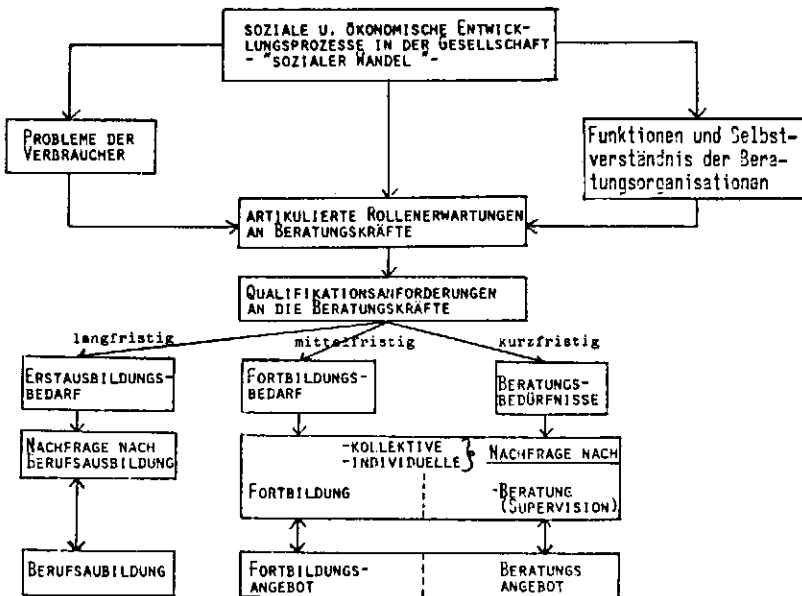 SOZIALE U. ÖKONOMISCHE ENTWICK-
LUNGSPROZESSE IN DER GESELLSCHAFT
- "SOZIALER WANDEL "-
PROBLEME DER
VERBRAUCHER
Funktionen und Selbst-
verständnis der Bera-
tungsorganisationan
ARTIKULIERTE ROLLENERWARTUNGEN
AN BERATUNGSKRÄFTE
QUALIFIKATIONSANFORDERUNGEN
AN DIE BERATUNGSKRÄFTE
langfristig
mittelfristig
kurzfristig
ERSTAUSBILDUNGS-
BEDARF
FORTBILDUNGS-
BEDARF
BERATUNGS-
BEDÜRFNISSE
NACHFRAGE NACH
BERUFSAUSBILDUNG
-KOLLEKTIVE
-INDIVIDUELLE
NACHFRAGE NACH
FORTBILDUNG
-BERATUNG
(SUPERVISION)
BERUFSAUBILDUNG
FORTBILDUNGS-
ANGEBOT
BERATUNGS
ANGEBOT